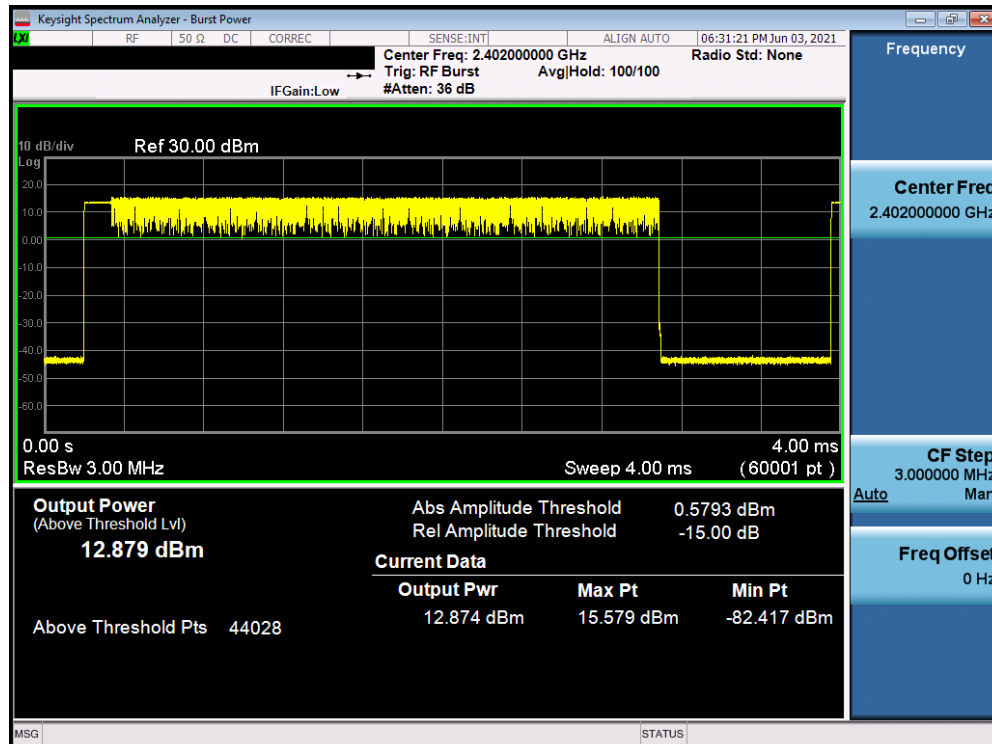 Keysight Spectrum Analyzer - Burst Power
LXI RF 50 Ω DC CORREC SENSE:INT ALIGN AUTO 06:31:21 PM Jun 03, 2021
Center Freq: 2.402000000 GHz Radio Std: None
Trig: RF Burst Avg|Hold: 100/100
IFGain:Low #Atten: 36 dB
Frequency
10 dB/div Ref 30.00 dBm
Log
20.0
10.0
0.00
-10.0
-20.0
-30.0
-40.0
-50.0
-60.0
Center Freq
2.402000000 GHz
0.00 s 4.00 ms
ResBw 3.00 MHz Sweep 4.00 ms (60001 pt)
CF Step
3.000000 MHz
Auto Man
Output Power
(Above Threshold Lvl)
12.879 dBm
Abs Amplitude Threshold 0.5793 dBm
Rel Amplitude Threshold -15.00 dB
Current Data
Output Pwr Max Pt Min Pt
12.874 dBm 15.579 dBm -82.417 dBm
Above Threshold Pts 44028
Freq Offset
0 Hz
MSG STATUS